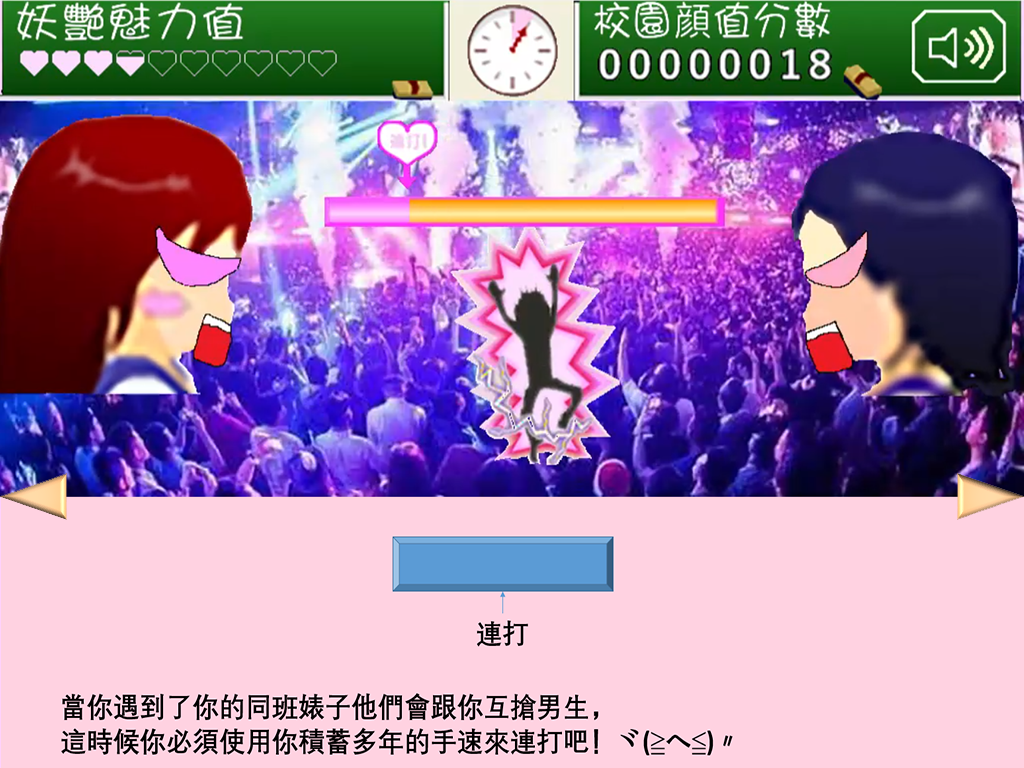 妖艷魅力值
校園顔值分數
00000018
連打!
連打
當你遇到了你的同班婊子他們會跟你互搶男生，
這時候你必須使用你積蓄多年的手速來連打吧！ヾ(≧へ≦)〃